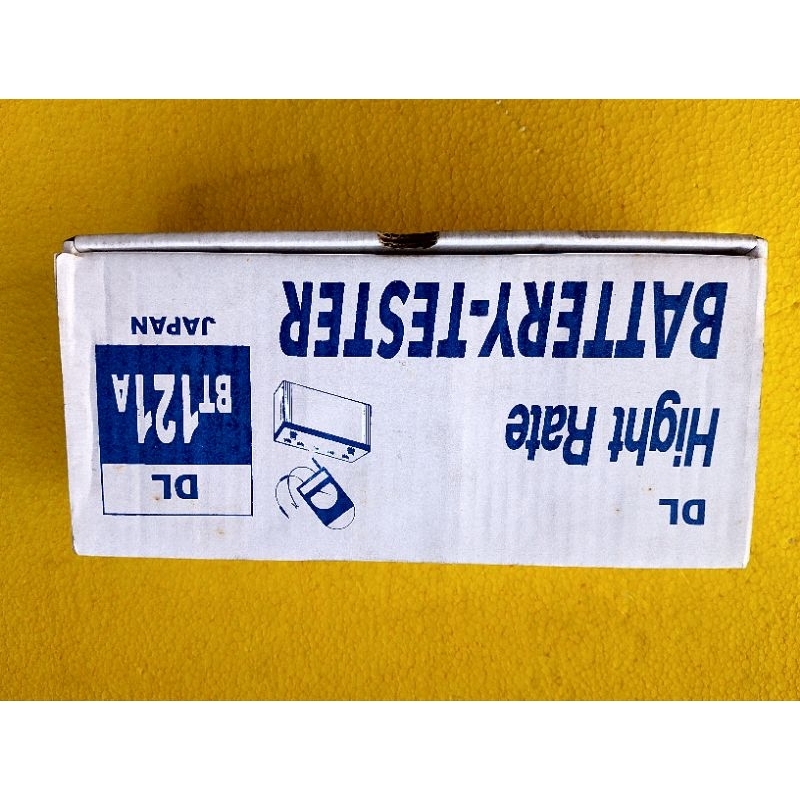 DL
Hight Rate
BATTERY-TESTER
DL
BT121A
JAPAN